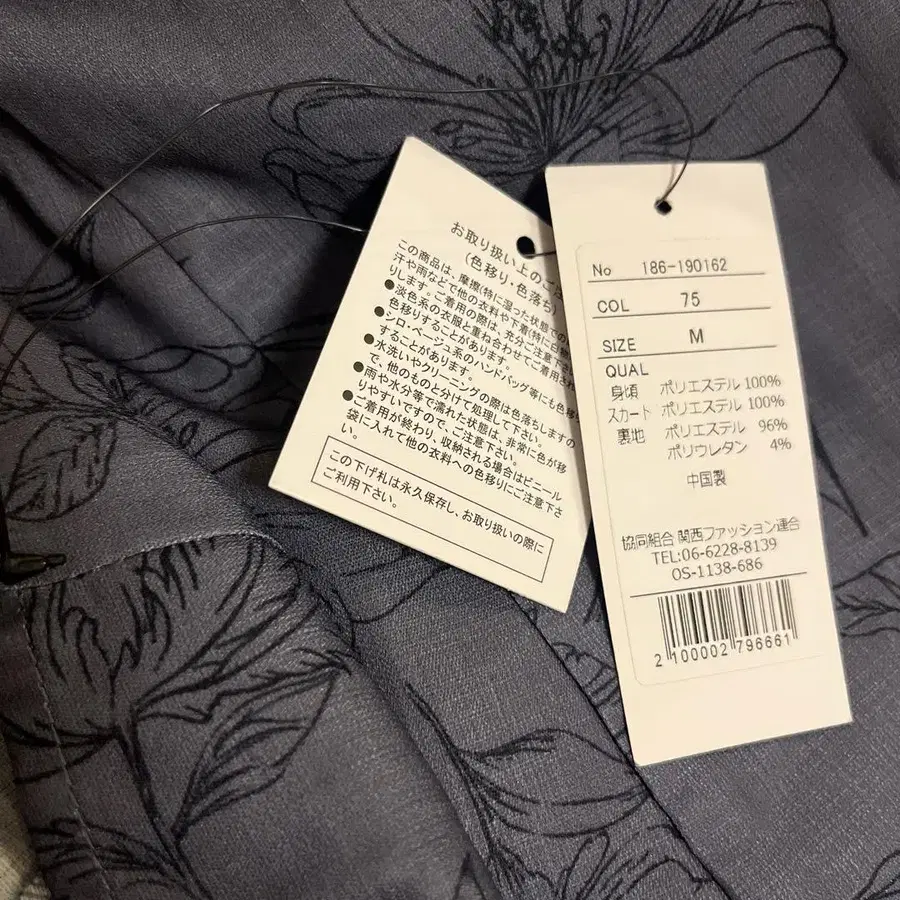 お取り扱い上のご注
(色移り・色落ち)
この商品は、摩擦(特に湿った状態での
汗や雨などで他の衣料や下着(特に白物
りします。ご着用の際は、充分ご注意下さ
●淡色系の衣服と重ね合わせてご着用され
色移りすることがあります。
●シロ・ベージュ系のハンドバッグ等にも色移り
することがあります。
●水洗いやクリーニングの際は色落ちしますの
で、他のものと分けて処理して下さい。
●雨や水分等で濡れた状態は、非常に色が移
りやすいですので、ご注意下さい。
●ご着用が終わり、収納される場合はビニール
袋に入れて他の衣料への色移りにご注意下さ
い。
この下げ札は永久保存し、お取り扱いの際に
ご利用下さい。
No 186-190162
COL 75
SIZE M
QUAL
身頃 ポリエステル 100%
スカート ポリエステル 100%
裏地 ポリエステル 96%
ポリウレタン 4%
中国製
協同組合 関西ファッション連合
TEL:06-6228-8139
OS-1138-686
2 100002 796661